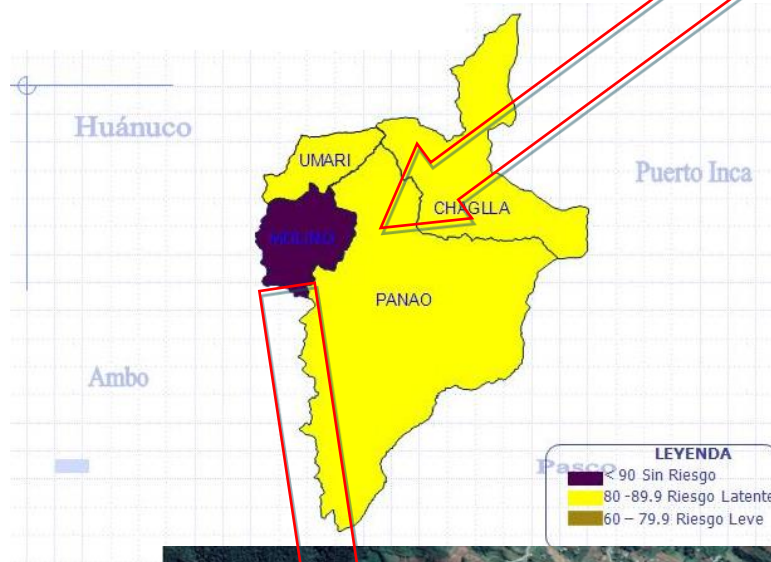 Huánuco
UMARI
Puerto Inca
CHAGLLA
MOLINO
PANAO
Ambo
Pasco
LEYENDA
< 90 Sin Riesgo
80 -89.9 Riesgo Latente
60 – 79.9 Riesgo Leve